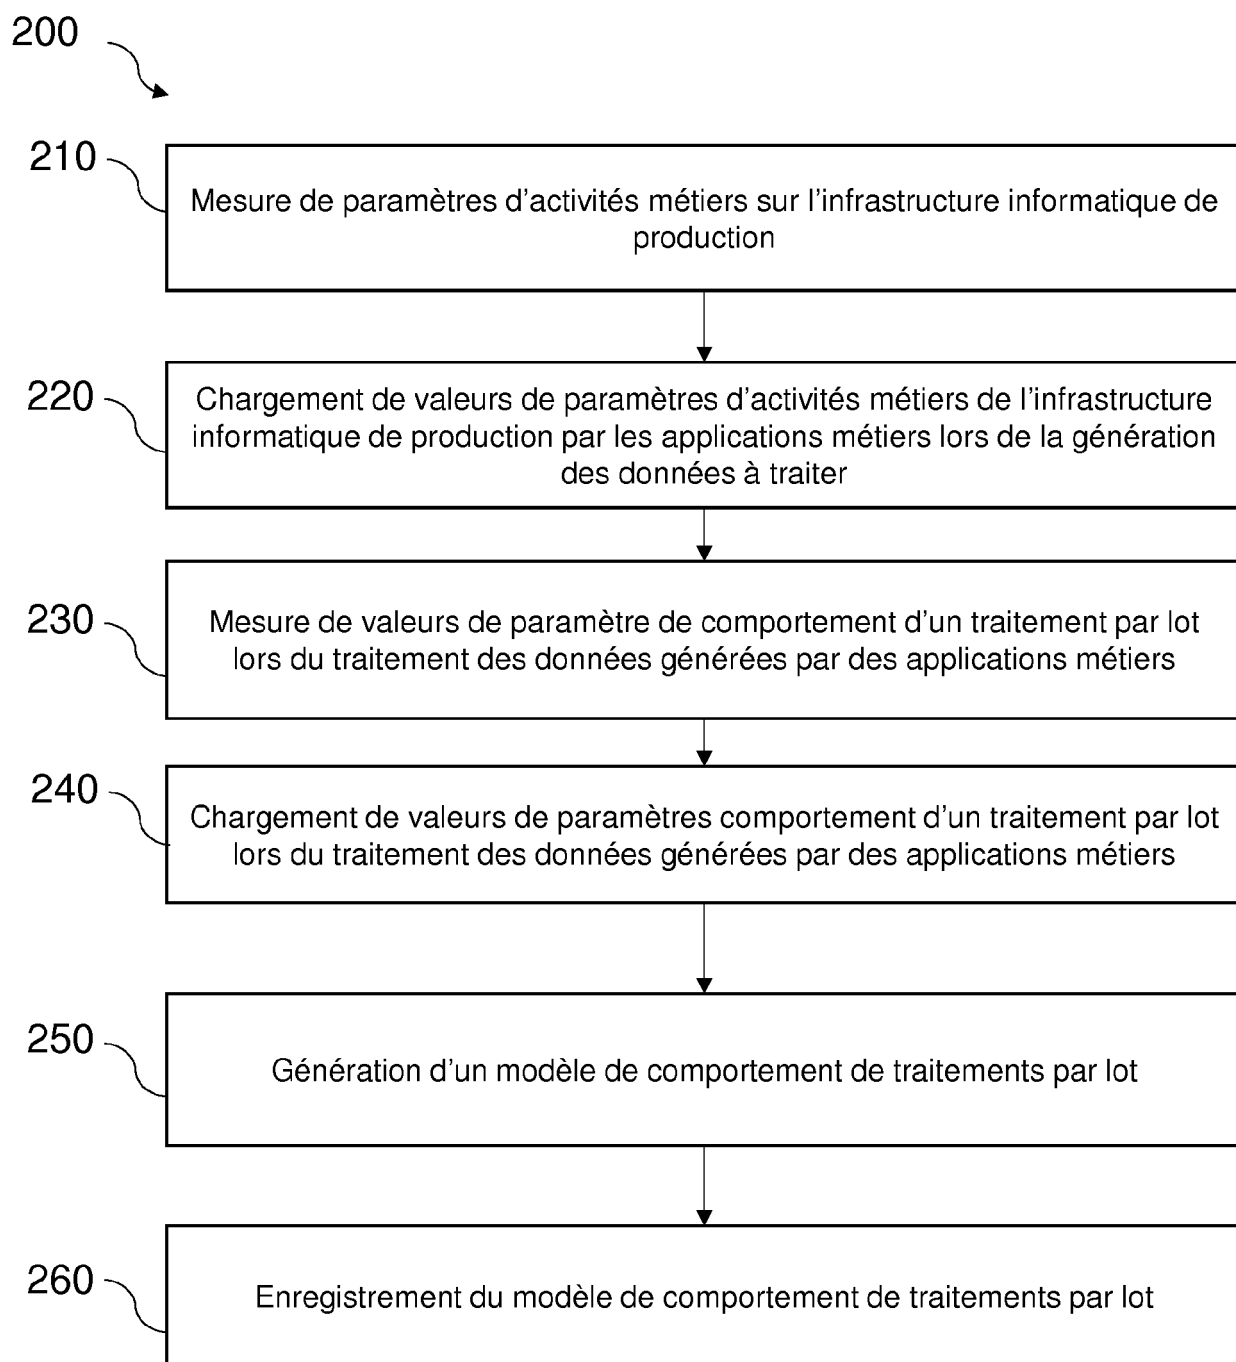 200
210
Mesure de paramètres d'activités métiers sur l'infrastructure informatique de
production
220
Chargement de valeurs de paramètres d'activités métiers de l'infrastructure
informatique de production par les applications métiers lors de la génération
des données à traiter
230
Mesure de valeurs de paramètre de comportement d'un traitement par lot
lors du traitement des données générées par des applications métiers
240
Chargement de valeurs de paramètres comportement d'un traitement par lot
lors du traitement des données générées par des applications métiers
250
Génération d'un modèle de comportement de traitements par lot
260
Enregistrement du modèle de comportement de traitements par lot